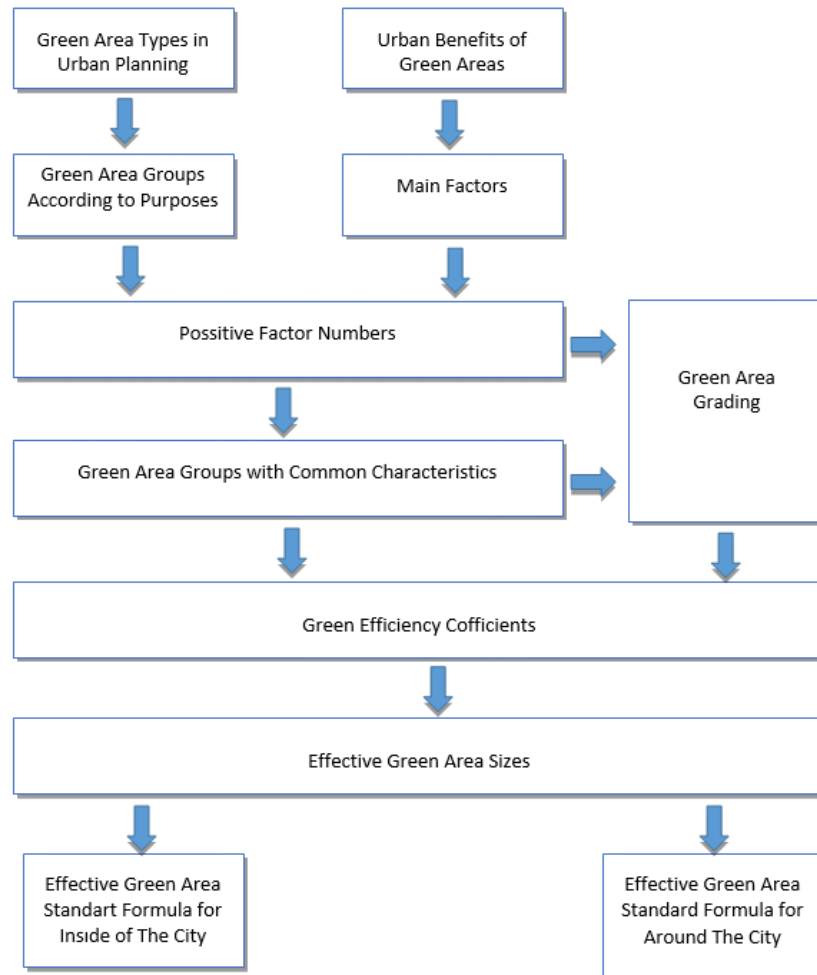 Green Area Types in
Urban Planning
Urban Benefits of
Green Areas
Green Area Groups
According to Purposes
Main Factors
Possitive Factor Numbers
Green Area
Grading
Green Area Groups with Common Characteristics
Green Efficiency Cofficients
Effective Green Area Sizes
Effective Green Area
Standart Formula for
Inside of The City
Effective Green Area
Standard Formula for
Around The City